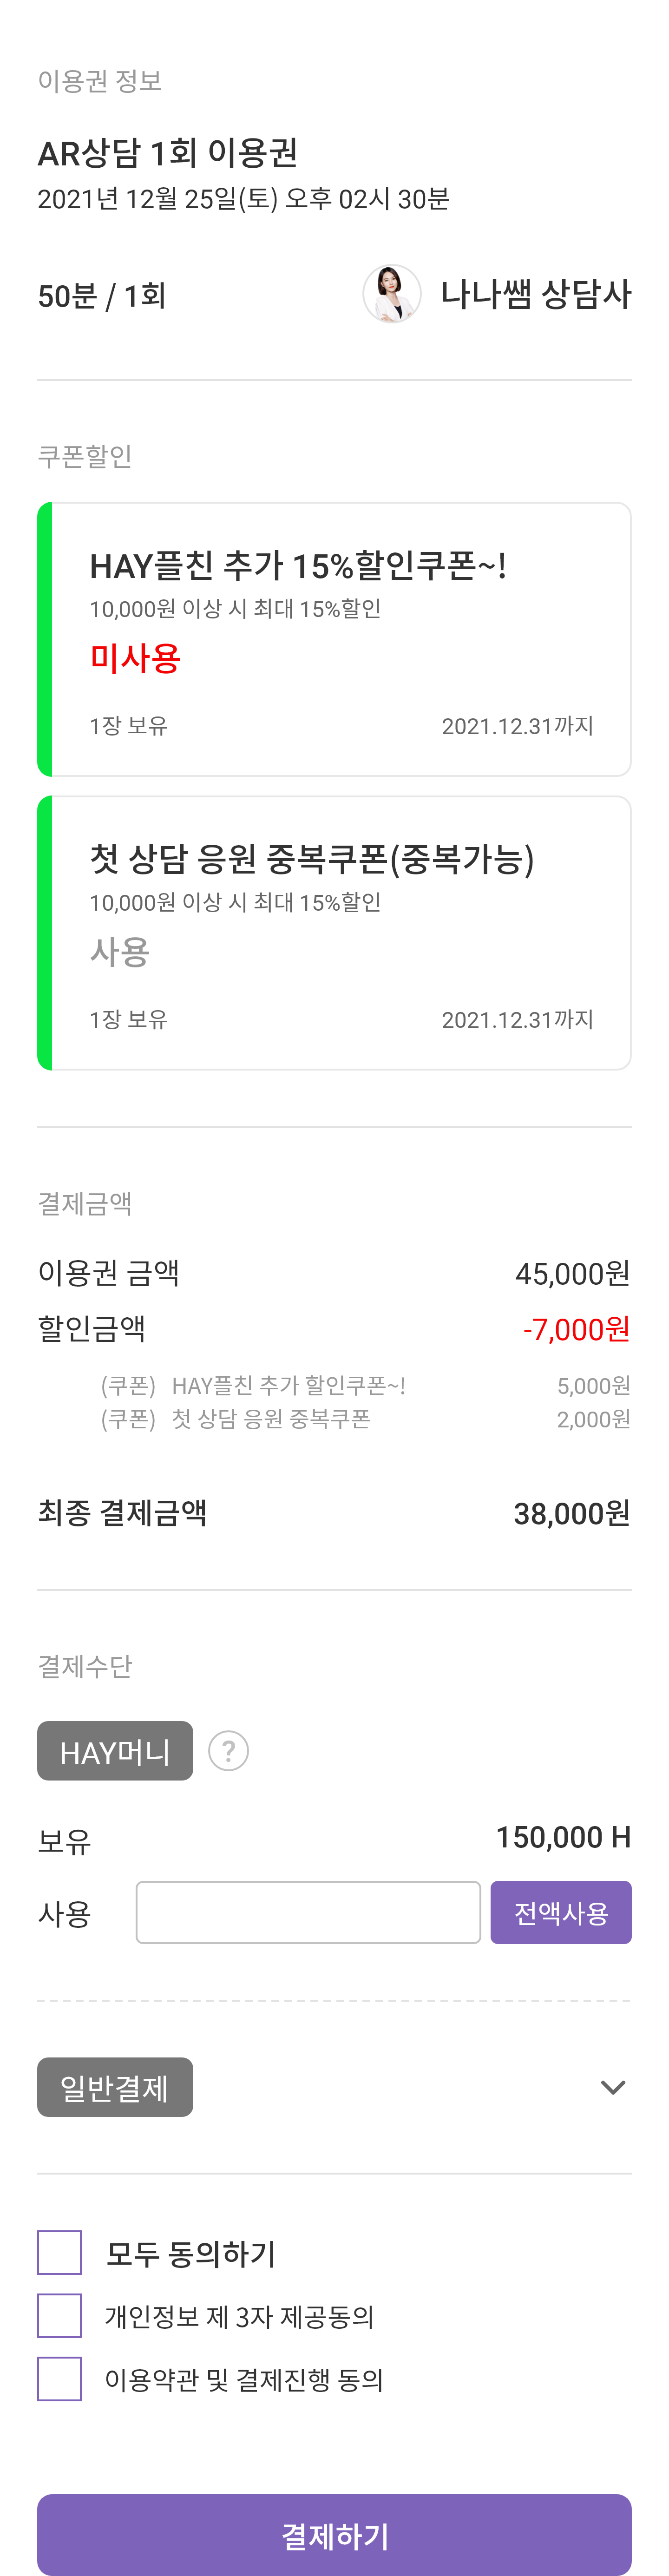 이용권 정보
AR상담 1회 이용권
2021년 12월 25일(토) 오후 02시 30분
50분 / 1회
나나쌤 상담사
쿠폰할인
HAY플친 추가 15%할인쿠폰~!
10,000원 이상 시 최대 15%할인
미사용
1장 보유
2021.12.31까지
첫 상담 응원 중복쿠폰(중복가능)
10,000원 이상 시 최대 15%할인
사용
1장 보유
2021.12.31까지
결제금액
이용권 금액
45,000원
할인금액
-7,000원
(쿠폰) HAY플친 추가 할인쿠폰~!
5,000원
(쿠폰) 첫 상담 응원 중복쿠폰
2,000원
최종 결제금액
38,000원
결제수단
HAY머니
?
보유
150,000 H
사용
전액사용
일반결제
모두 동의하기
개인정보 제 3자 제공동의
이용약관 및 결제진행 동의
결제하기